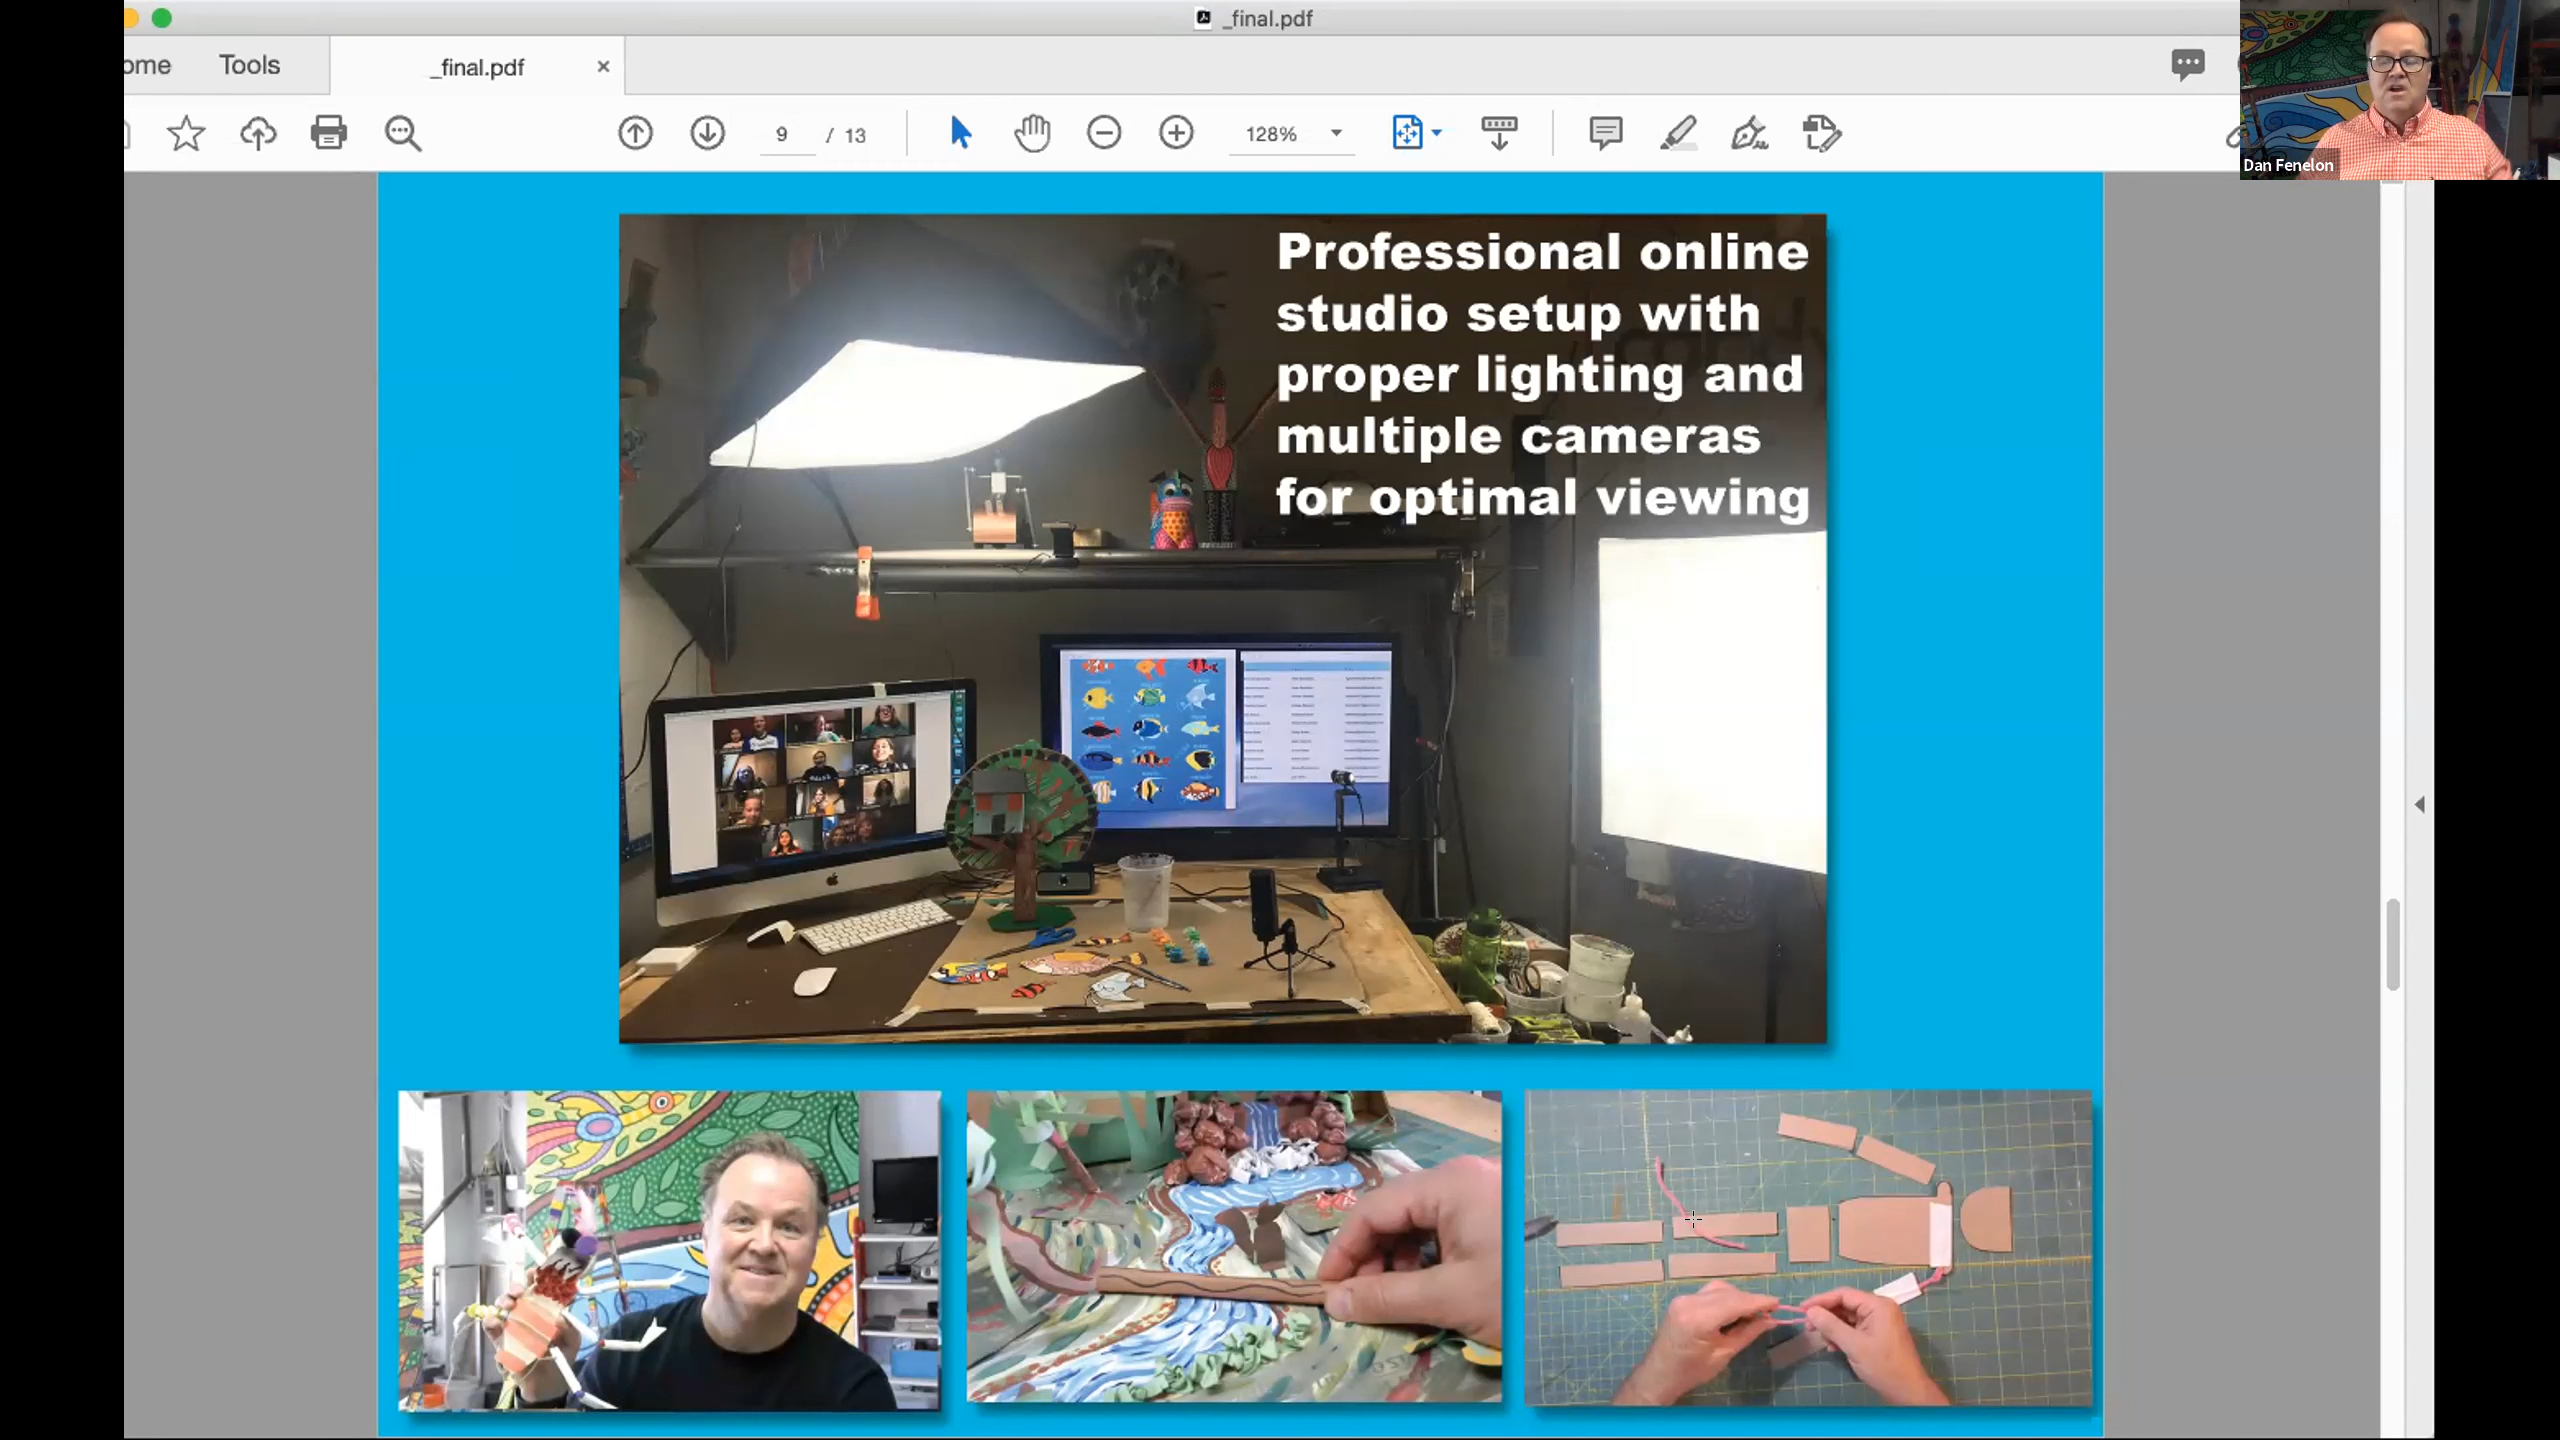 _final.pdf
ome
Tools
_final.pdf
9 / 13
128%
Dan Fenelon
Professional online
studio setup with
proper lighting and
multiple cameras
for optimal viewing